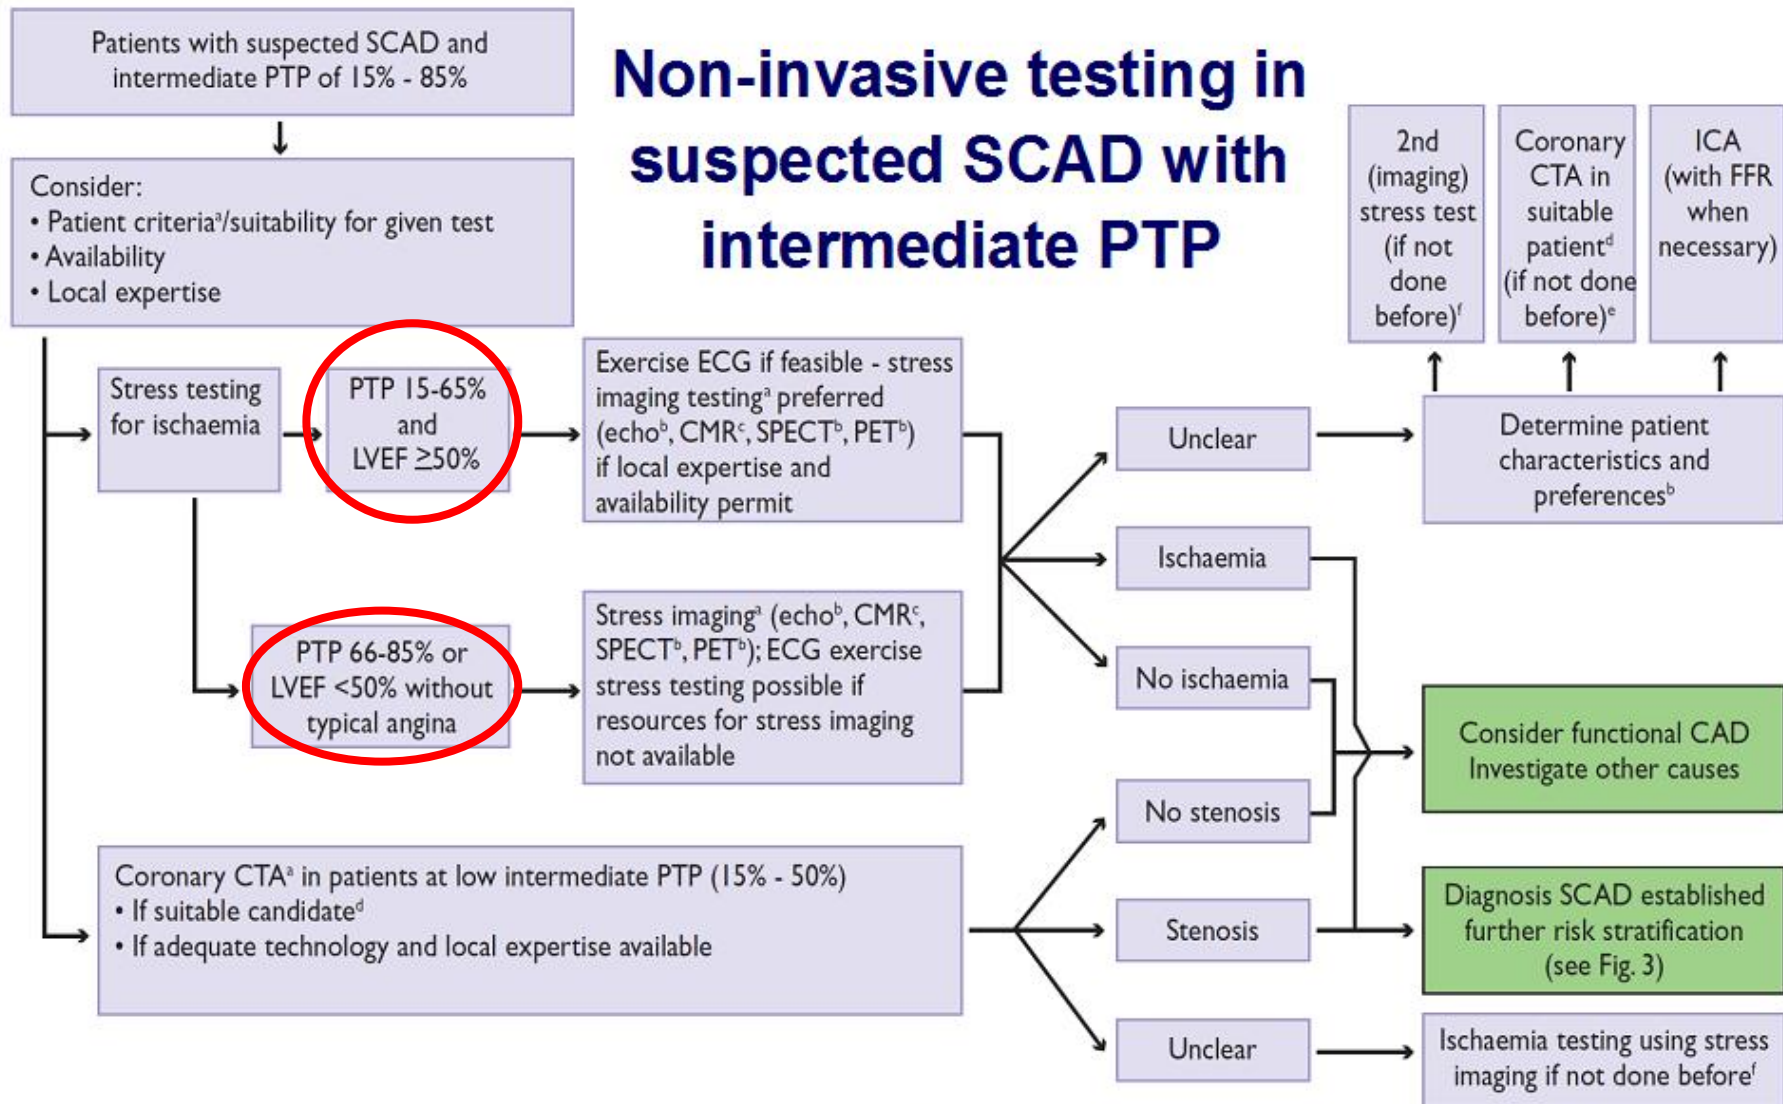 Patients with suspected SCAD and
intermediate PTP of 15% - 85%
Non-invasive testing in
suspected SCAD with
intermediate PTP
Consider:
• Patient criteriaᵃ/suitability for given test
• Availability
• Local expertise
2nd
(imaging)
stress test
(if not
done
before)ᶠ
Coronary
CTA in
suitable
patientᵈ
(if not done
before)ᵉ
ICA
(with FFR
when
necessary)
Stress testing
for ischaemia
PTP 15-65%
and
LVEF ≥50%
Exercise ECG if feasible - stress
imaging testingᵃ preferred
(echoᵇ, CMRᶜ, SPECTᵇ, PETᵇ)
if local expertise and
availability permit
Unclear
Determine patient
characteristics and
preferencesᵇ
Ischaemia
PTP 66-85% or
LVEF <50% without
typical angina
Stress imagingᵃ (echoᵇ, CMRᶜ,
SPECTᵇ, PETᵇ); ECG exercise
stress testing possible if
resources for stress imaging
not available
No ischaemia
Consider functional CAD
Investigate other causes
No stenosis
Coronary CTAᵃ in patients at low intermediate PTP (15% - 50%)
• If suitable candidateᵈ
• If adequate technology and local expertise available
Stenosis
Diagnosis SCAD established
further risk stratification
(see Fig. 3)
Unclear
Ischaemia testing using stress
imaging if not done beforeᶠ